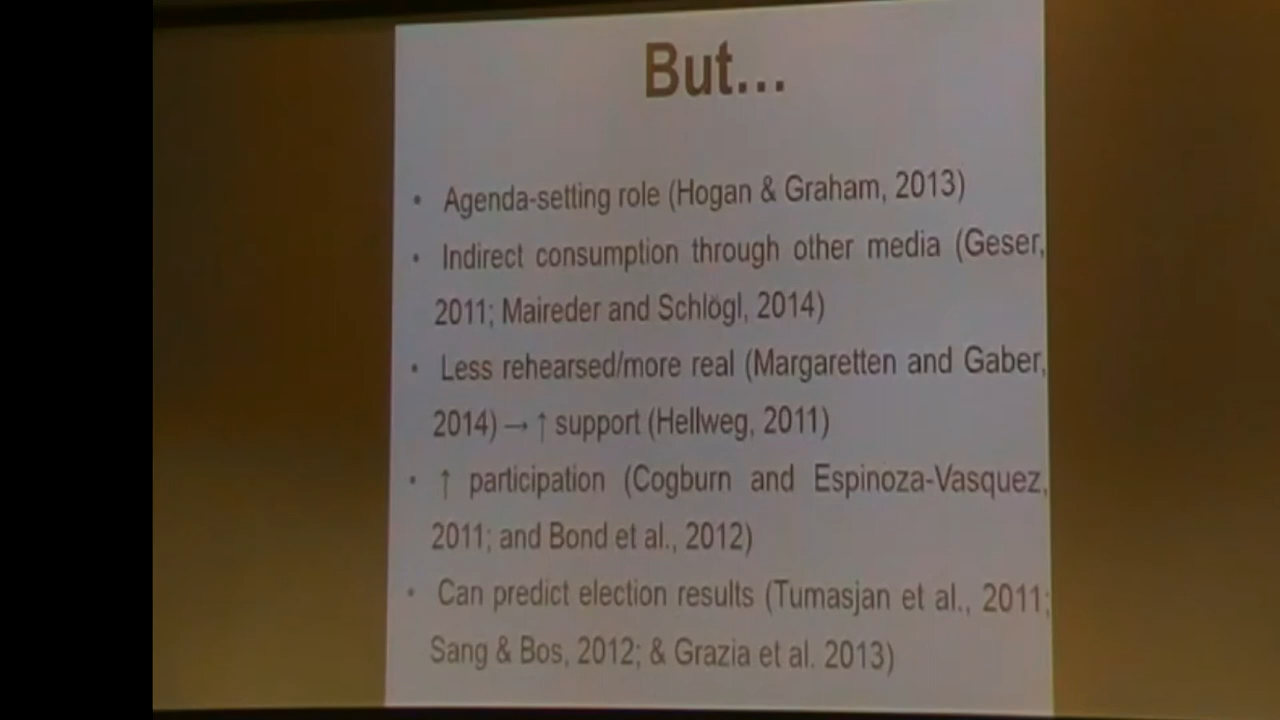 But...
• Agenda-setting role (Hogan & Graham, 2013)
• Indirect consumption through other media (Geser,
2011; Maireder and Schlögl, 2014)
• Less rehearsed/more real (Margaretten and Gaber,
2014) → ↑ support (Hellweg, 2011)
• ↑ participation (Cogburn and Espinoza-Vasquez,
2011; and Bond et al., 2012)
• Can predict election results (Tumasjan et al., 2011;
Sang & Bos, 2012; & Grazia et al. 2013)